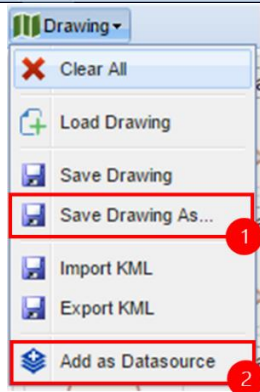 Drawing
Clear All
Load Drawing
Save Drawing
Save Drawing As...
1
Import KML
Export KML
Add as Datasource
2